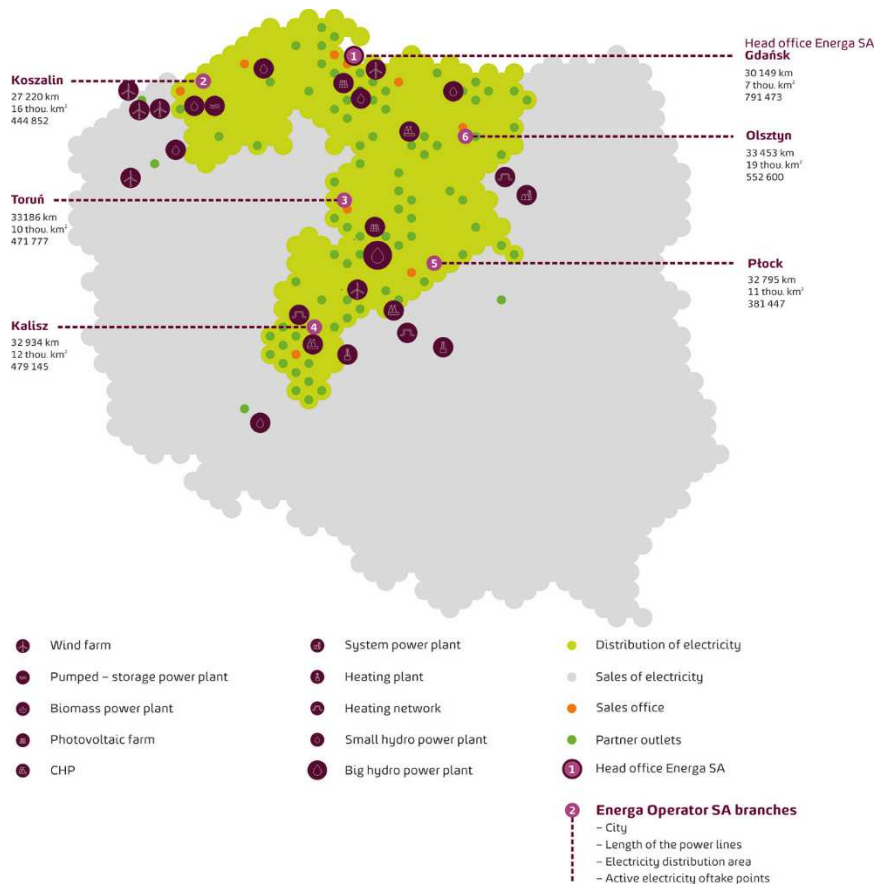 Head office Energa SA
Gdańsk
30 149 km
7 thou. km²
791 473
Koszalin
27 220 km
16 thou. km²
444 852
Olsztyn
33 453 km
19 thou. km²
552 600
Toruń
33186 km
10 thou. km²
471 777
Płock
32 795 km
11 thou. km²
381 447
Kalisz
32 934 km
12 thou. km²
479 145
1
2
6
3
5
4
Wind farm
Pumped – storage power plant
Biomass power plant
Photovoltaic farm
CHP
System power plant
Heating plant
Heating network
Small hydro power plant
Big hydro power plant
Distribution of electricity
Sales of electricity
Sales office
Partner outlets
1 Head office Energa SA
2 Energa Operator SA branches
– City
– Length of the power lines
– Electricity distribution area
– Active electricity oftake points